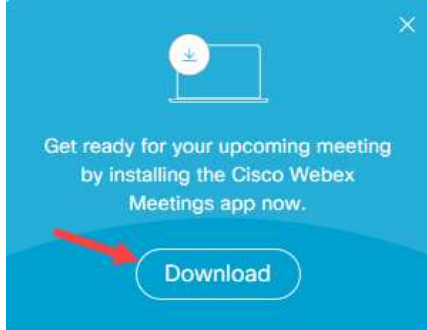 Get ready for your upcoming meeting
by installing the Cisco Webex
Meetings app now.
Download